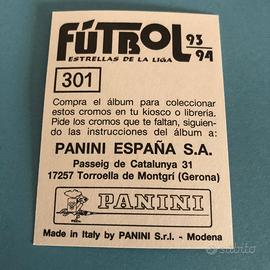 FÚTBOL 93
94
ESTRELLAS DE LA LIGA
301
Compra el álbum para coleccionar
estos cromos en tu kiosco o librería.
Pide los cromos que te faltan, siguiendo
las instrucciones del álbum a:
PANINI ESPAÑA S.A.
Passeig de Catalunya 31
17257 Torroella de Montgrí (Gerona)
PANINI
Made in Italy by PANINI S.r.l. - Modena
subito